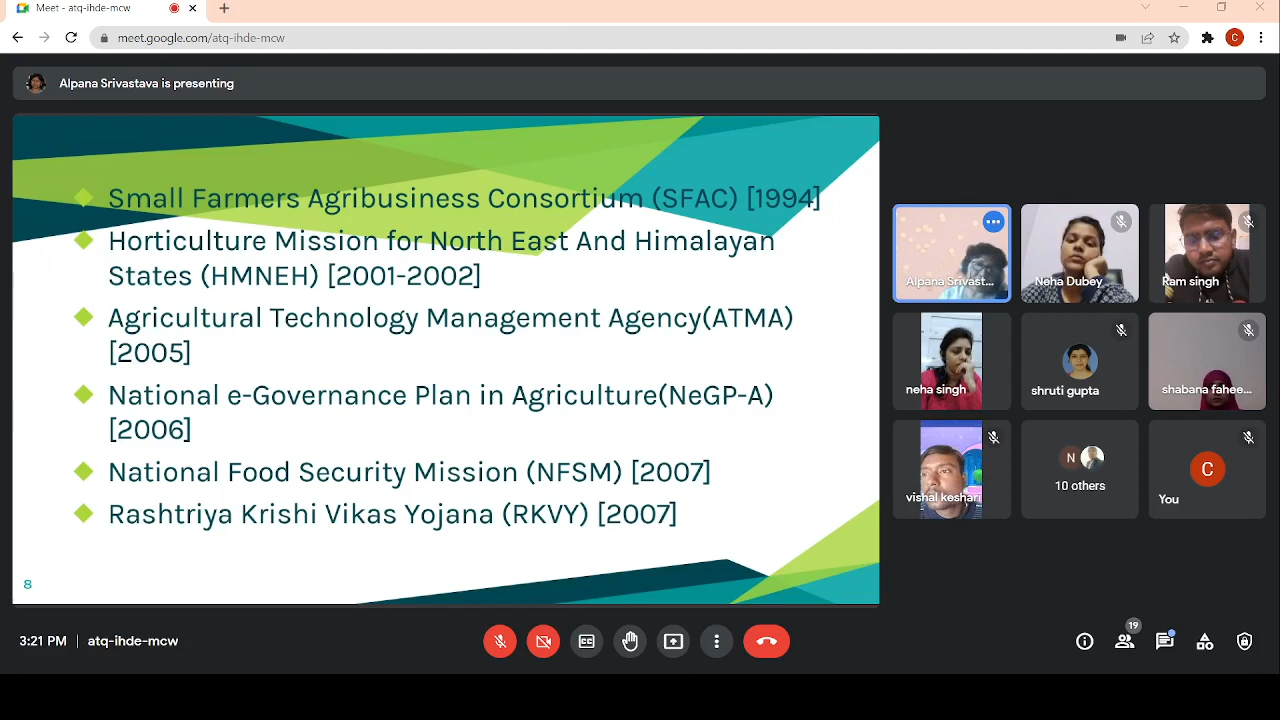 Meet - atq-ihde-mcw
meet.google.com/atq-ihde-mcw
C
Alpana Srivastava is presenting
Small Farmers Agribusiness Consortium (SFAC) [1994]
Horticulture Mission for North East And Himalayan
States (HMNEH) [2001-2002]
Agricultural Technology Management Agency(ATMA)
[2005]
National e-Governance Plan in Agriculture(NeGP-A)
[2006]
National Food Security Mission (NFSM) [2007]
Rashtriya Krishi Vikas Yojana (RKVY) [2007]
8
Alpana Srivast...
Neha Dubey
Ram singh
neha singh
shruti gupta
shabana fahee...
vishal keshari
N
10 others
C
You
3:21 PM | atq-ihde-mcw
CC
19